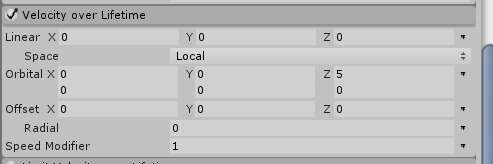 Velocity over Lifetime
Linear X 0 Y 0 Z 0
Space Local
Orbital X 0 Y 0 Z 5
0 0 0
Offset X 0 Y 0 Z 0
Radial 0
Speed Modifier 1